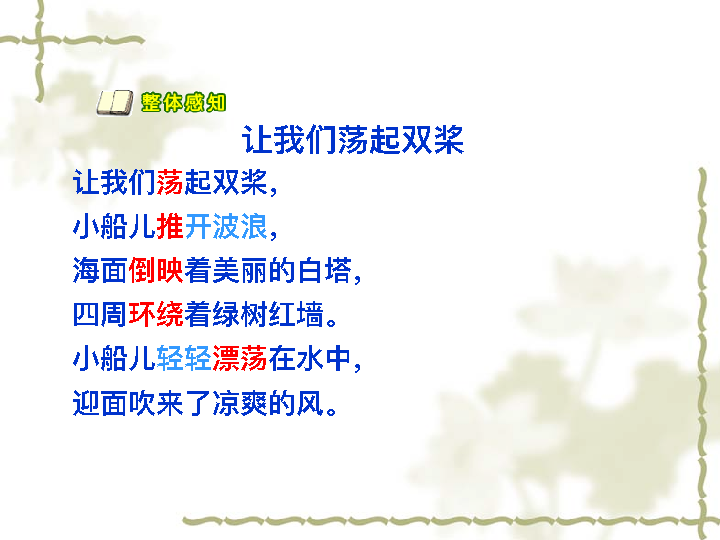 整体感知
让我们荡起双桨
让我们荡起双桨，
小船儿推开波浪，
海面倒映着美丽的白塔，
四周环绕着绿树红墙。
小船儿轻轻漂荡在水中，
迎面吹来了凉爽的风。